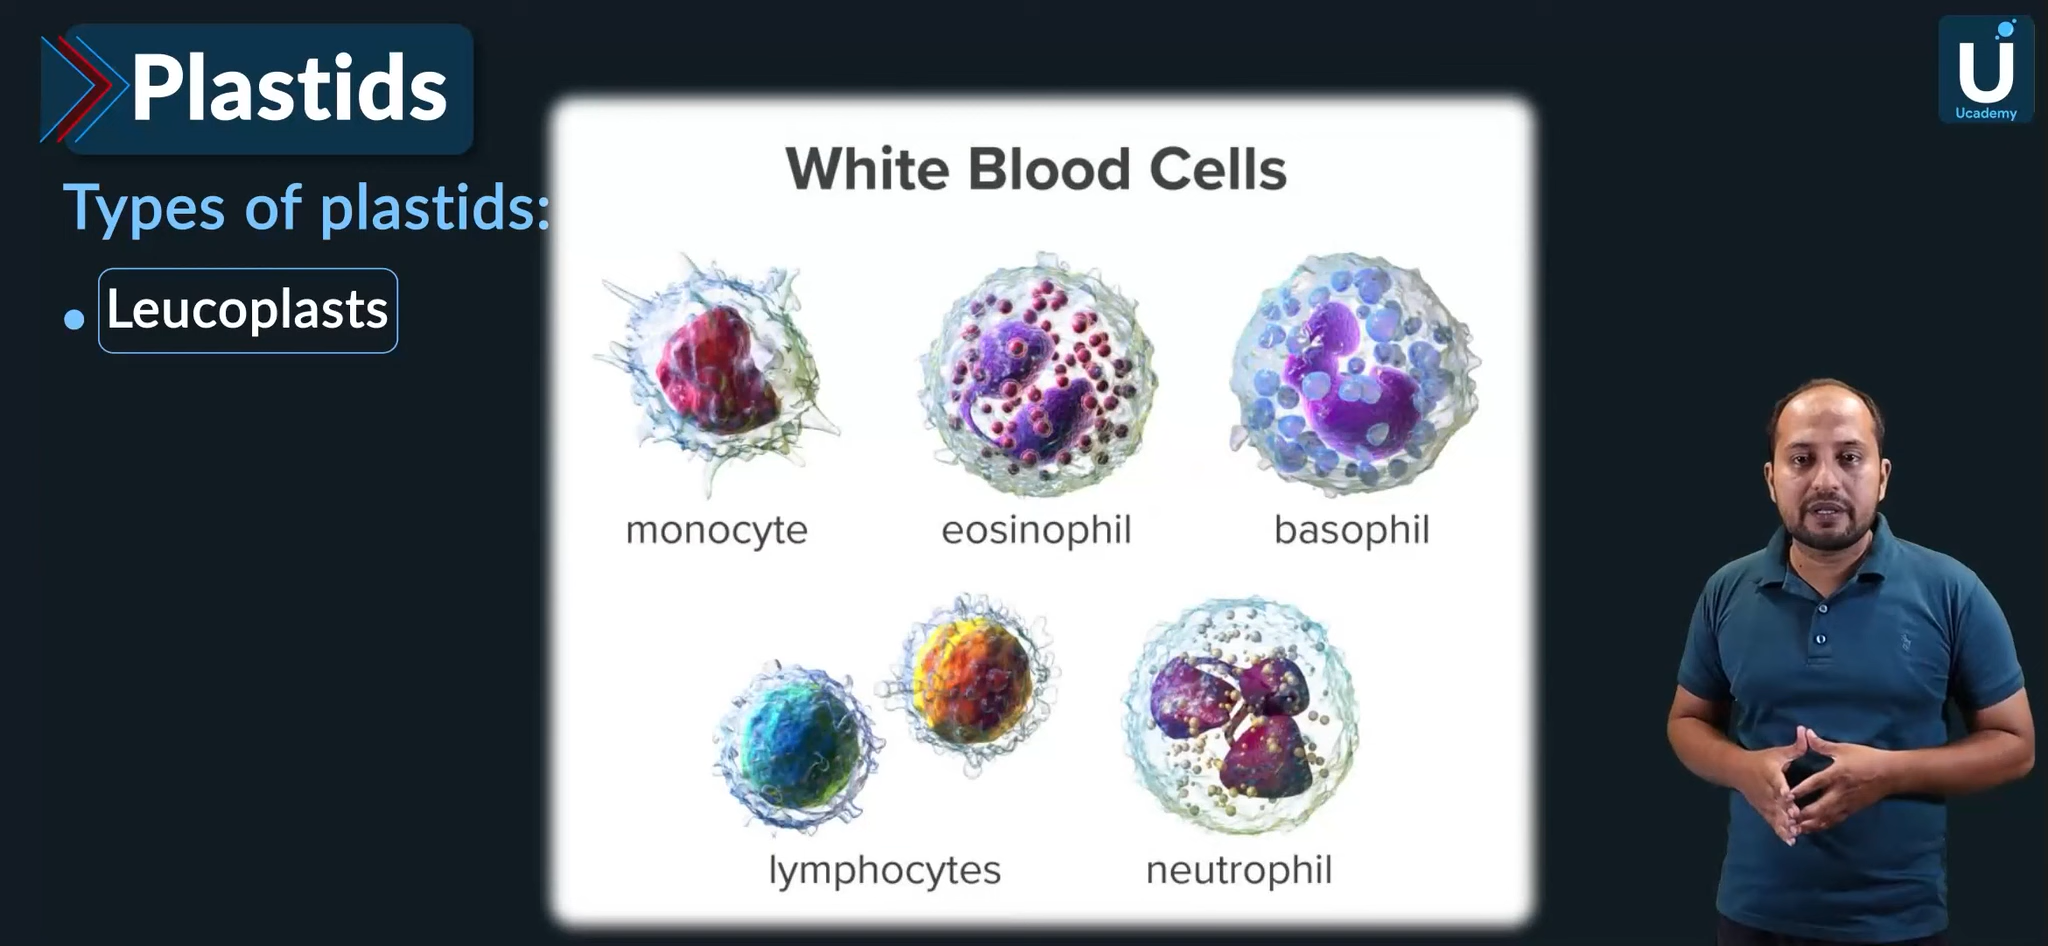 Plastids
Types of plastids:
Leucoplasts
White Blood Cells
monocyte
eosinophil
basophil
lymphocytes
neutrophil
U
Ucademy